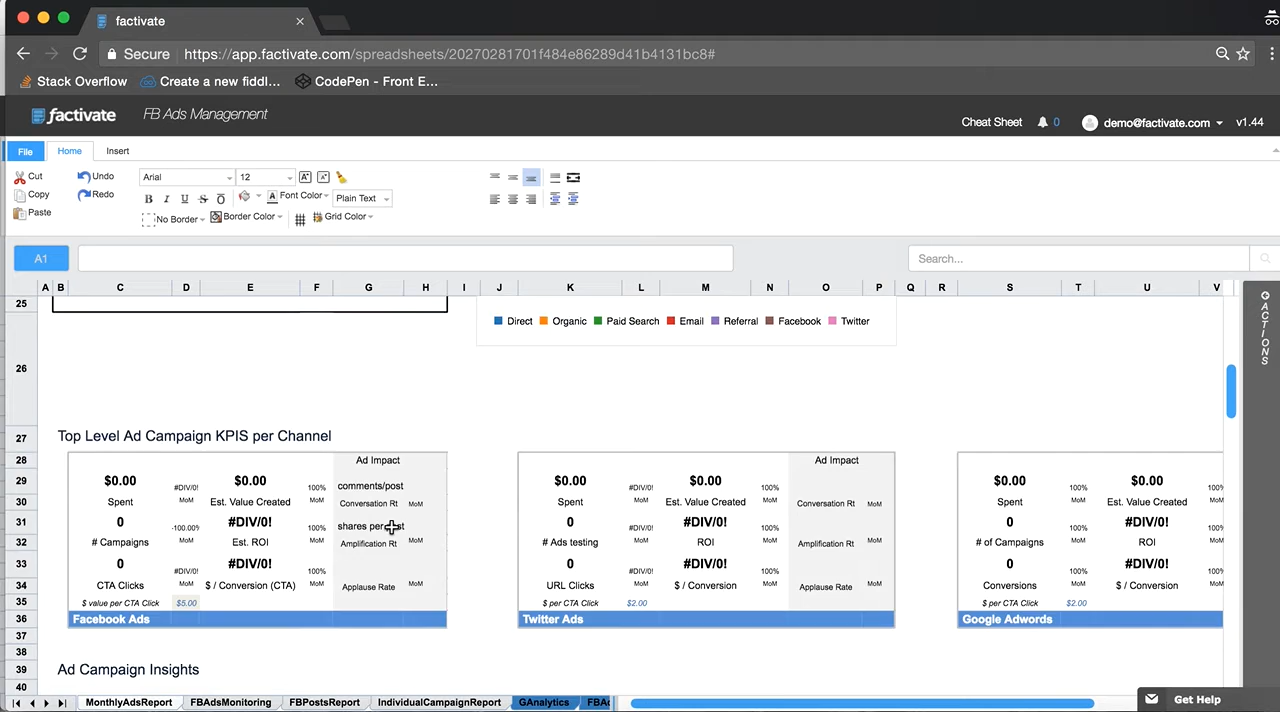 factivate
Secure https://app.factivate.com/spreadsheets/20270281701f484e86289d41b4131bc8#
Stack Overflow Create a new fiddl... CodePen - Front E...
factivate FB Ads Management Cheat Sheet 0 demo@factivate.com v1.44
File Home Insert
Cut Undo Arial 12
Copy Redo B I U S O A Font Color Plain Text
Paste No Border Border Color Grid Color
A1 Search...
A B C D E F G H I J K L M N O P Q R S T U V
25
Direct Organic Paid Search Email Referral Facebook Twitter
26
27 Top Level Ad Campaign KPIS per Channel
28 Ad Impact Ad Impact
29 $0.00 #DIV/0! $0.00 100% comments/post $0.00 #DIV/0! $0.00 100% $0.00 100% $0.00 100%
30 Spent MoM Est. Value Created MoM Conversation Rt MoM Spent MoM Est. Value Created MoM Conversation Rt MoM Spent MoM Est. Value Created MoM
31 0 -100.00% #DIV/0! 100% shares per 0 #DIV/0! #DIV/0! 100% 0 100% #DIV/0! 100%
32 # Campaigns MoM Est. ROI MoM Amplification Rt MoM # Ads testing MoM ROI MoM Amplification Rt MoM # of Campaigns MoM ROI MoM
33 0 #DIV/0! #DIV/0! 100% 0 #DIV/0! #DIV/0! 100% 0 100% #DIV/0! 100%
34 CTA Clicks MoM $ / Conversion (CTA) MoM Applause Rate MoM URL Clicks MoM $ / Conversion MoM Applause Rate MoM Conversions MoM $ / Conversion MoM
35 $ value per CTA Click $5.00 $ per CTA Click $2.00 $ per CTA Click $2.00
36 Facebook Ads Twitter Ads Google Adwords
37
38
39 Ad Campaign Insights
40
MonthlyAdsReport FBAdsMonitoring FBPostsReport IndividualCampaignReport GAnalytics FBAd
Get Help
ACTIONS